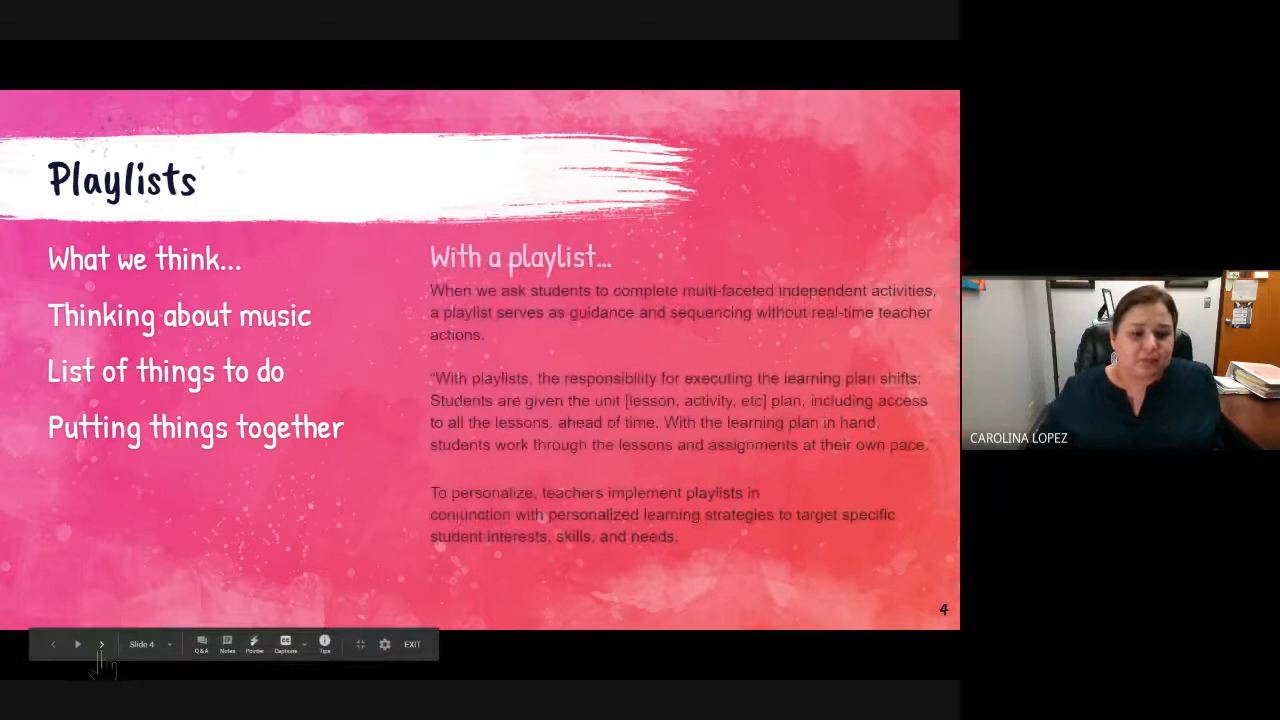 Playlists
What we think...
Thinking about music
List of things to do
Putting things together
With a playlist...
When we ask students to complete multi-faceted independent activities,
a playlist serves as guidance and sequencing without real-time teacher
actions.
"With playlists, the responsibility for executing the learning plan shifts:
Students are given the unit [lesson, activity, etc] plan, including access
to all the lessons, ahead of time. With the learning plan in hand,
students work through the lessons and assignments at their own pace."
To personalize, teachers implement playlists in
conjunction with personalized learning strategies to target specific
student interests, skills, and needs.
4
Slide 4
Q&A
Notes
Pointer
Captions
Tips
EXIT
CAROLINA LOPEZ